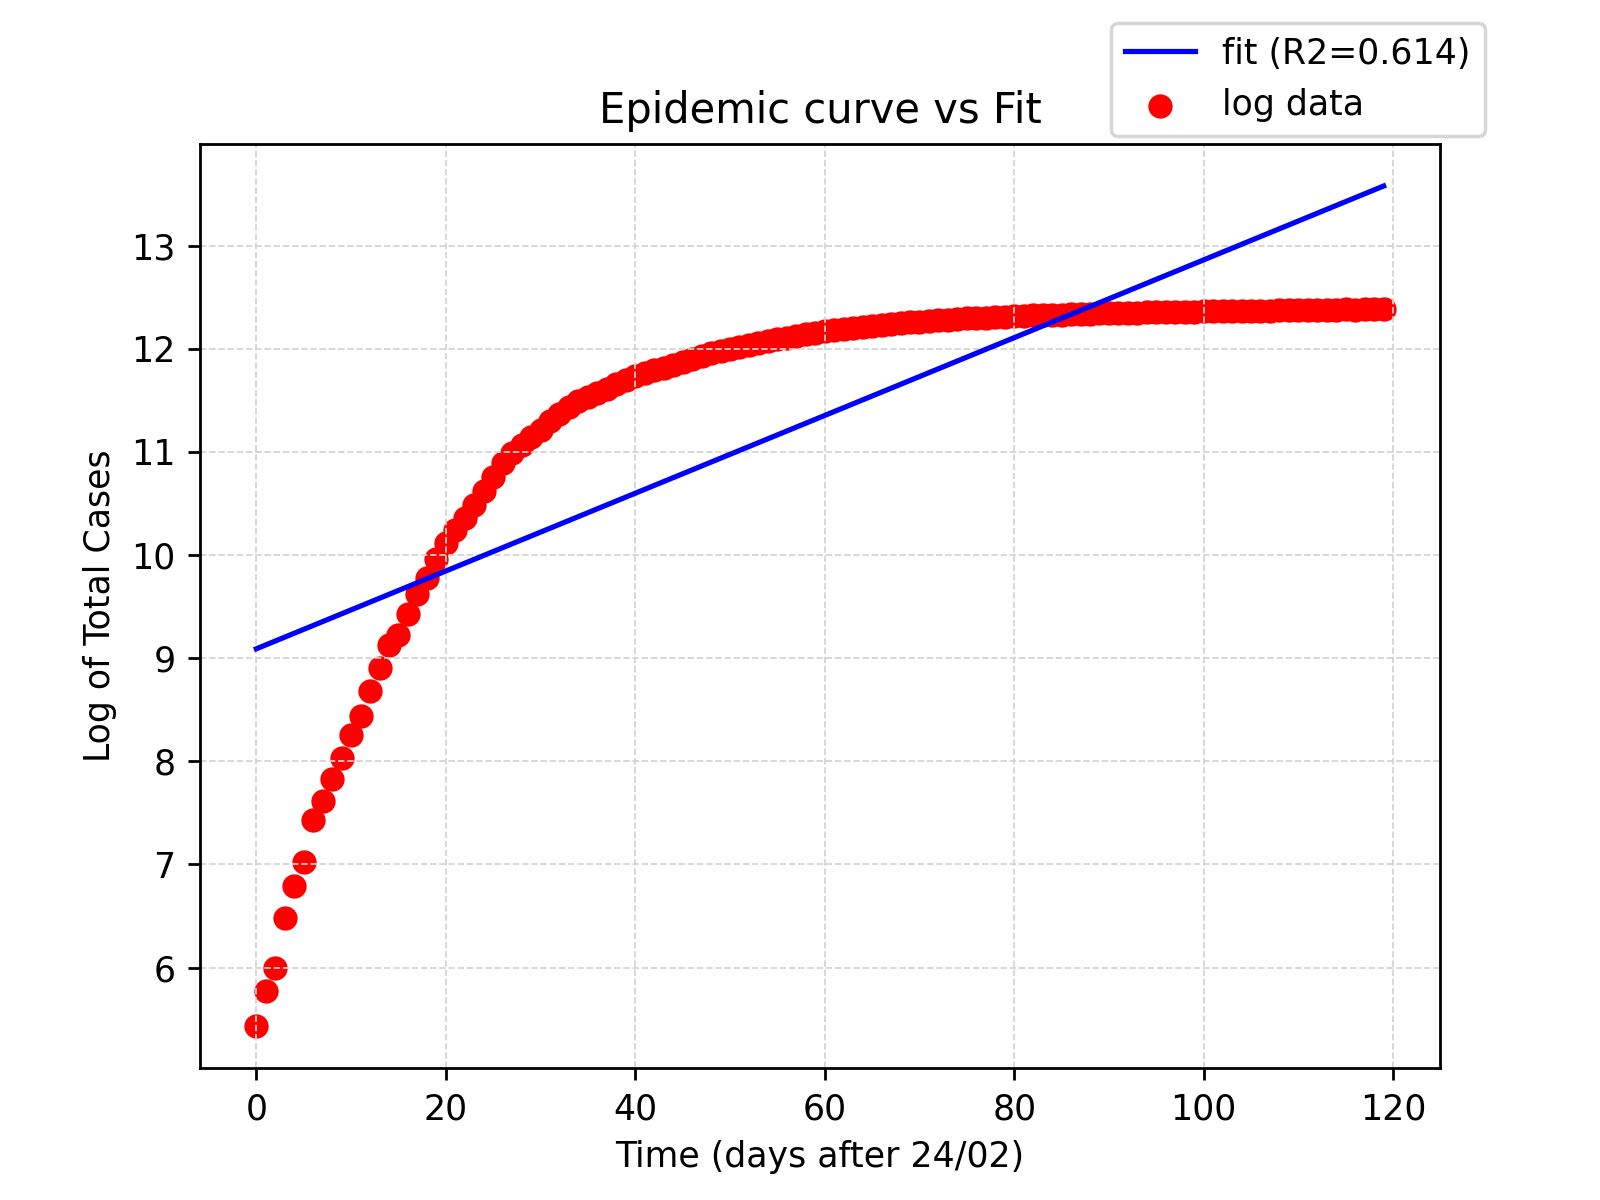 fit (R2=0.614)
log data
Epidemic curve vs Fit
Log of Total Cases
13
12
11
10
9
8
7
6
0 20 40 60 80 100 120
Time (days after 24/02)